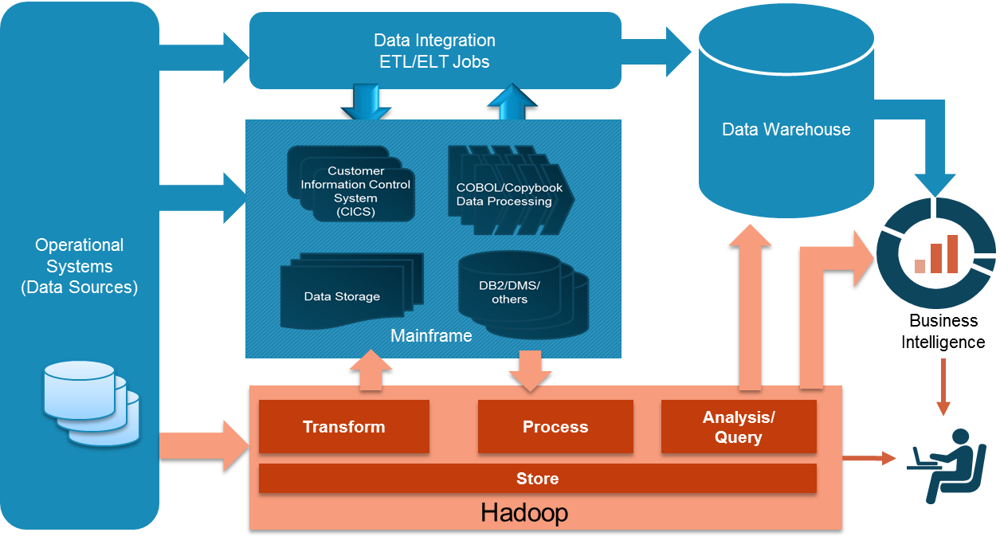 Data Integration
ETL/ELT Jobs
Data Warehouse
Customer
Information Control
System
(CICS)
COBOL/Copybook
Data Processing
Operational
Systems
(Data Sources)
Data Storage
DB2/DMS/
others
Mainframe
Business
Intelligence
Transform
Process
Analysis/
Query
Store
Hadoop